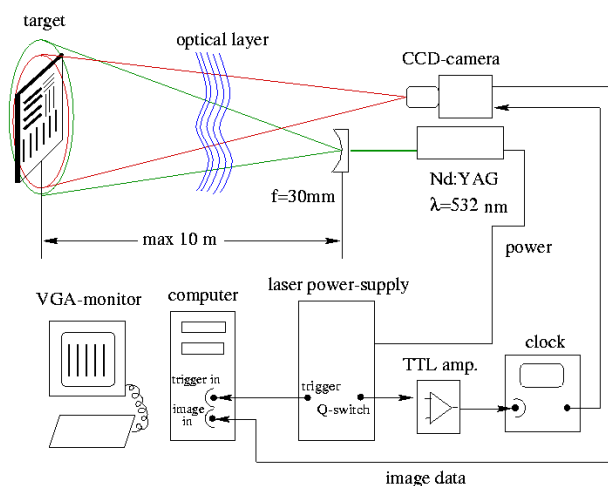 target
optical layer
CCD-camera
f=30mm
Nd:YAG
λ=532 nm
max 10 m
power
laser power-supply
VGA-monitor
computer
clock
TTL amp.
trigger in
trigger
image
in
Q-switch
image data